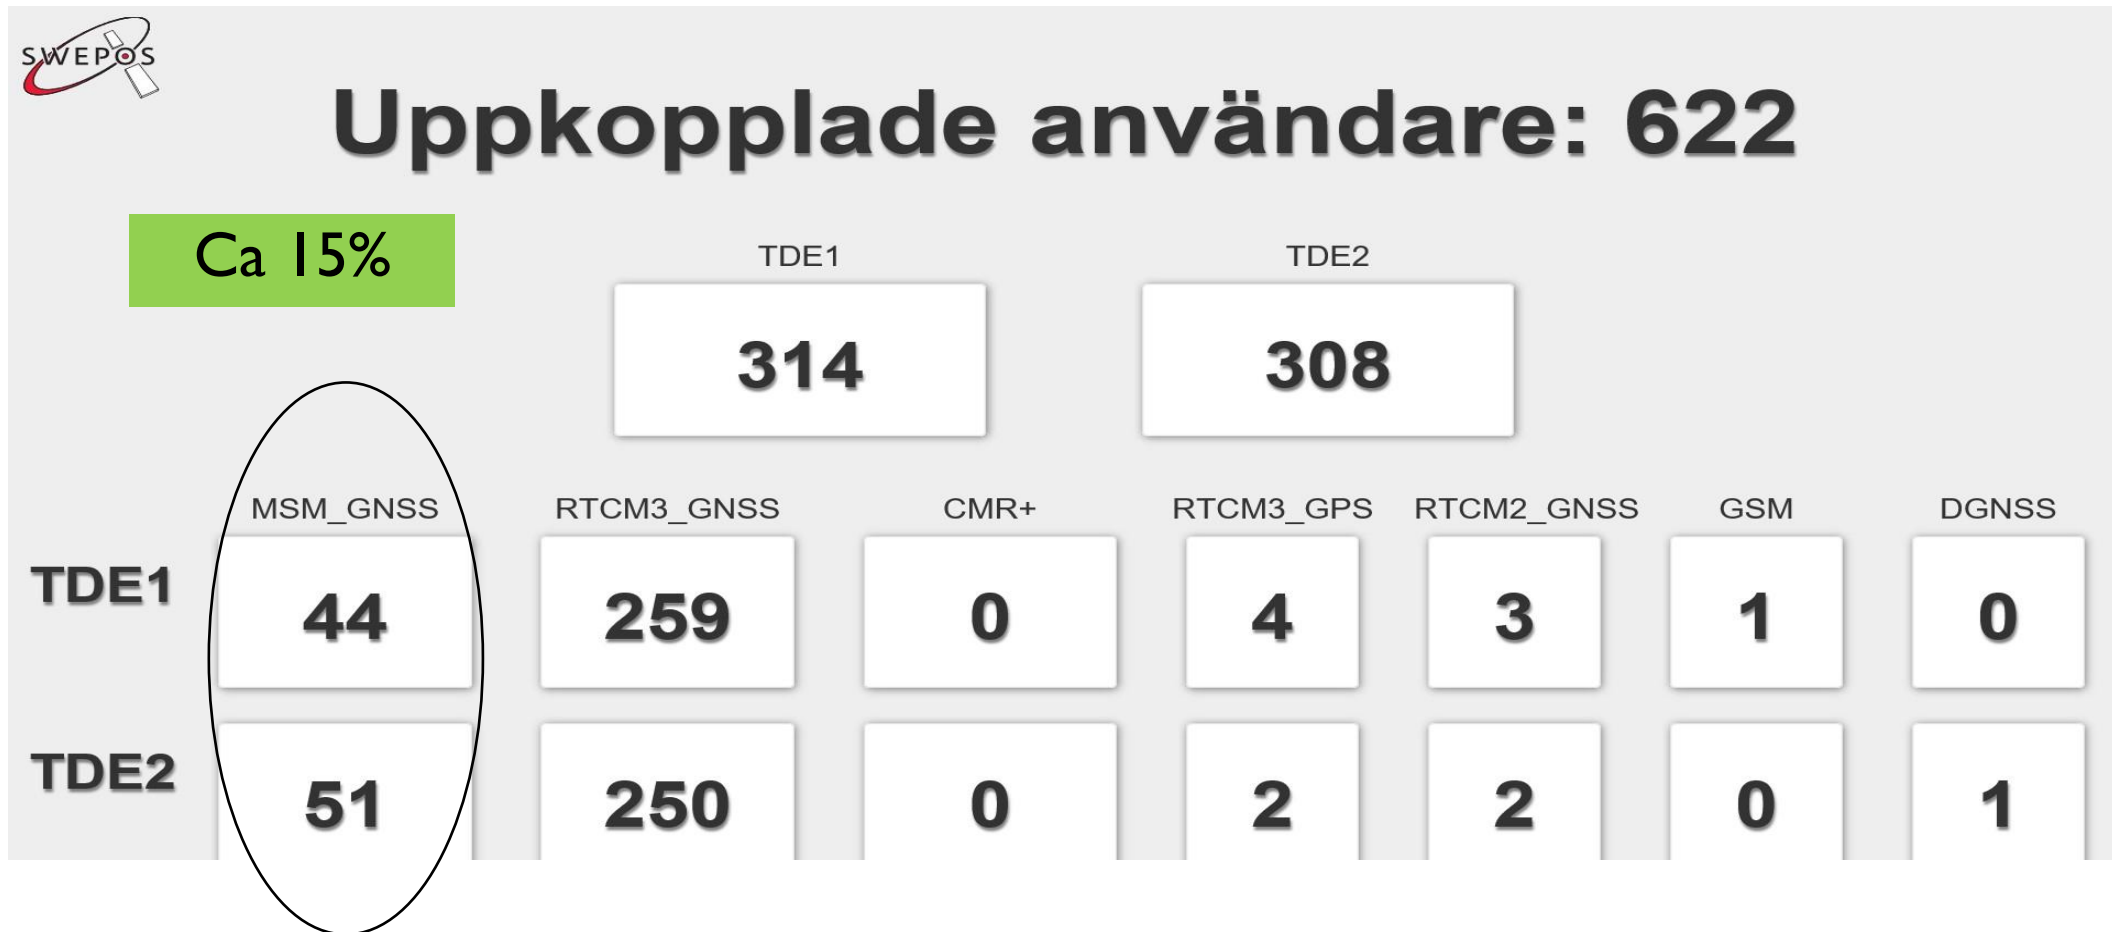 SWEPOS
Uppkopplade användare: 622
Ca 15%
TDE1 TDE2
314 308
MSM_GNSS RTCM3_GNSS CMR+ RTCM3_GPS RTCM2_GNSS GSM DGNSS
TDE1 44 259 0 4 3 1 0
TDE2 51 250 0 2 2 0 1